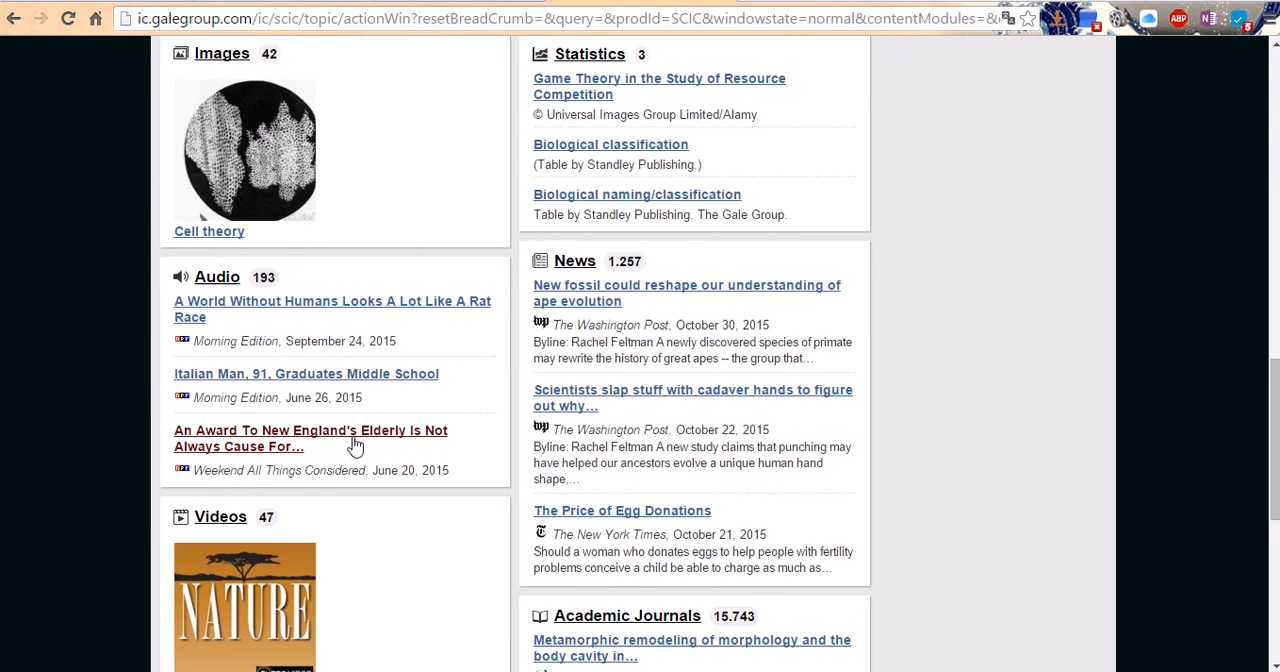 ic.galegroup.com/ic/scic/topic/actionWin?resetBreadCrumb=&query=&prodId=SCIC&windowstate=normal&contentModules=&
ABP
N
5
Images 42
Cell theory
Audio 193
A World Without Humans Looks A Lot Like A Rat
Race
Morning Edition, September 24, 2015
Italian Man, 91, Graduates Middle School
Morning Edition, June 26, 2015
An Award To New England's Elderly Is Not
Always Cause For...
Weekend All Things Considered, June 20, 2015
Videos 47
NATURE
Statistics 3
Game Theory in the Study of Resource
Competition
© Universal Images Group Limited/Alamy
Biological classification
(Table by Standley Publishing.)
Biological naming/classification
Table by Standley Publishing. The Gale Group.
News 1.257
New fossil could reshape our understanding of
ape evolution
wp The Washington Post, October 30, 2015
Byline: Rachel Feltman A newly discovered species of primate
may rewrite the history of great apes -- the group that...
Scientists slap stuff with cadaver hands to figure
out why...
wp The Washington Post, October 22, 2015
Byline: Rachel Feltman A new study claims that punching may
have helped our ancestors evolve a unique human hand
shape,...
The Price of Egg Donations
T The New York Times, October 21, 2015
Should a woman who donates eggs to help people with fertility
problems conceive a child be able to charge as much as...
Academic Journals 15.743
Metamorphic remodeling of morphology and the
body cavity in...